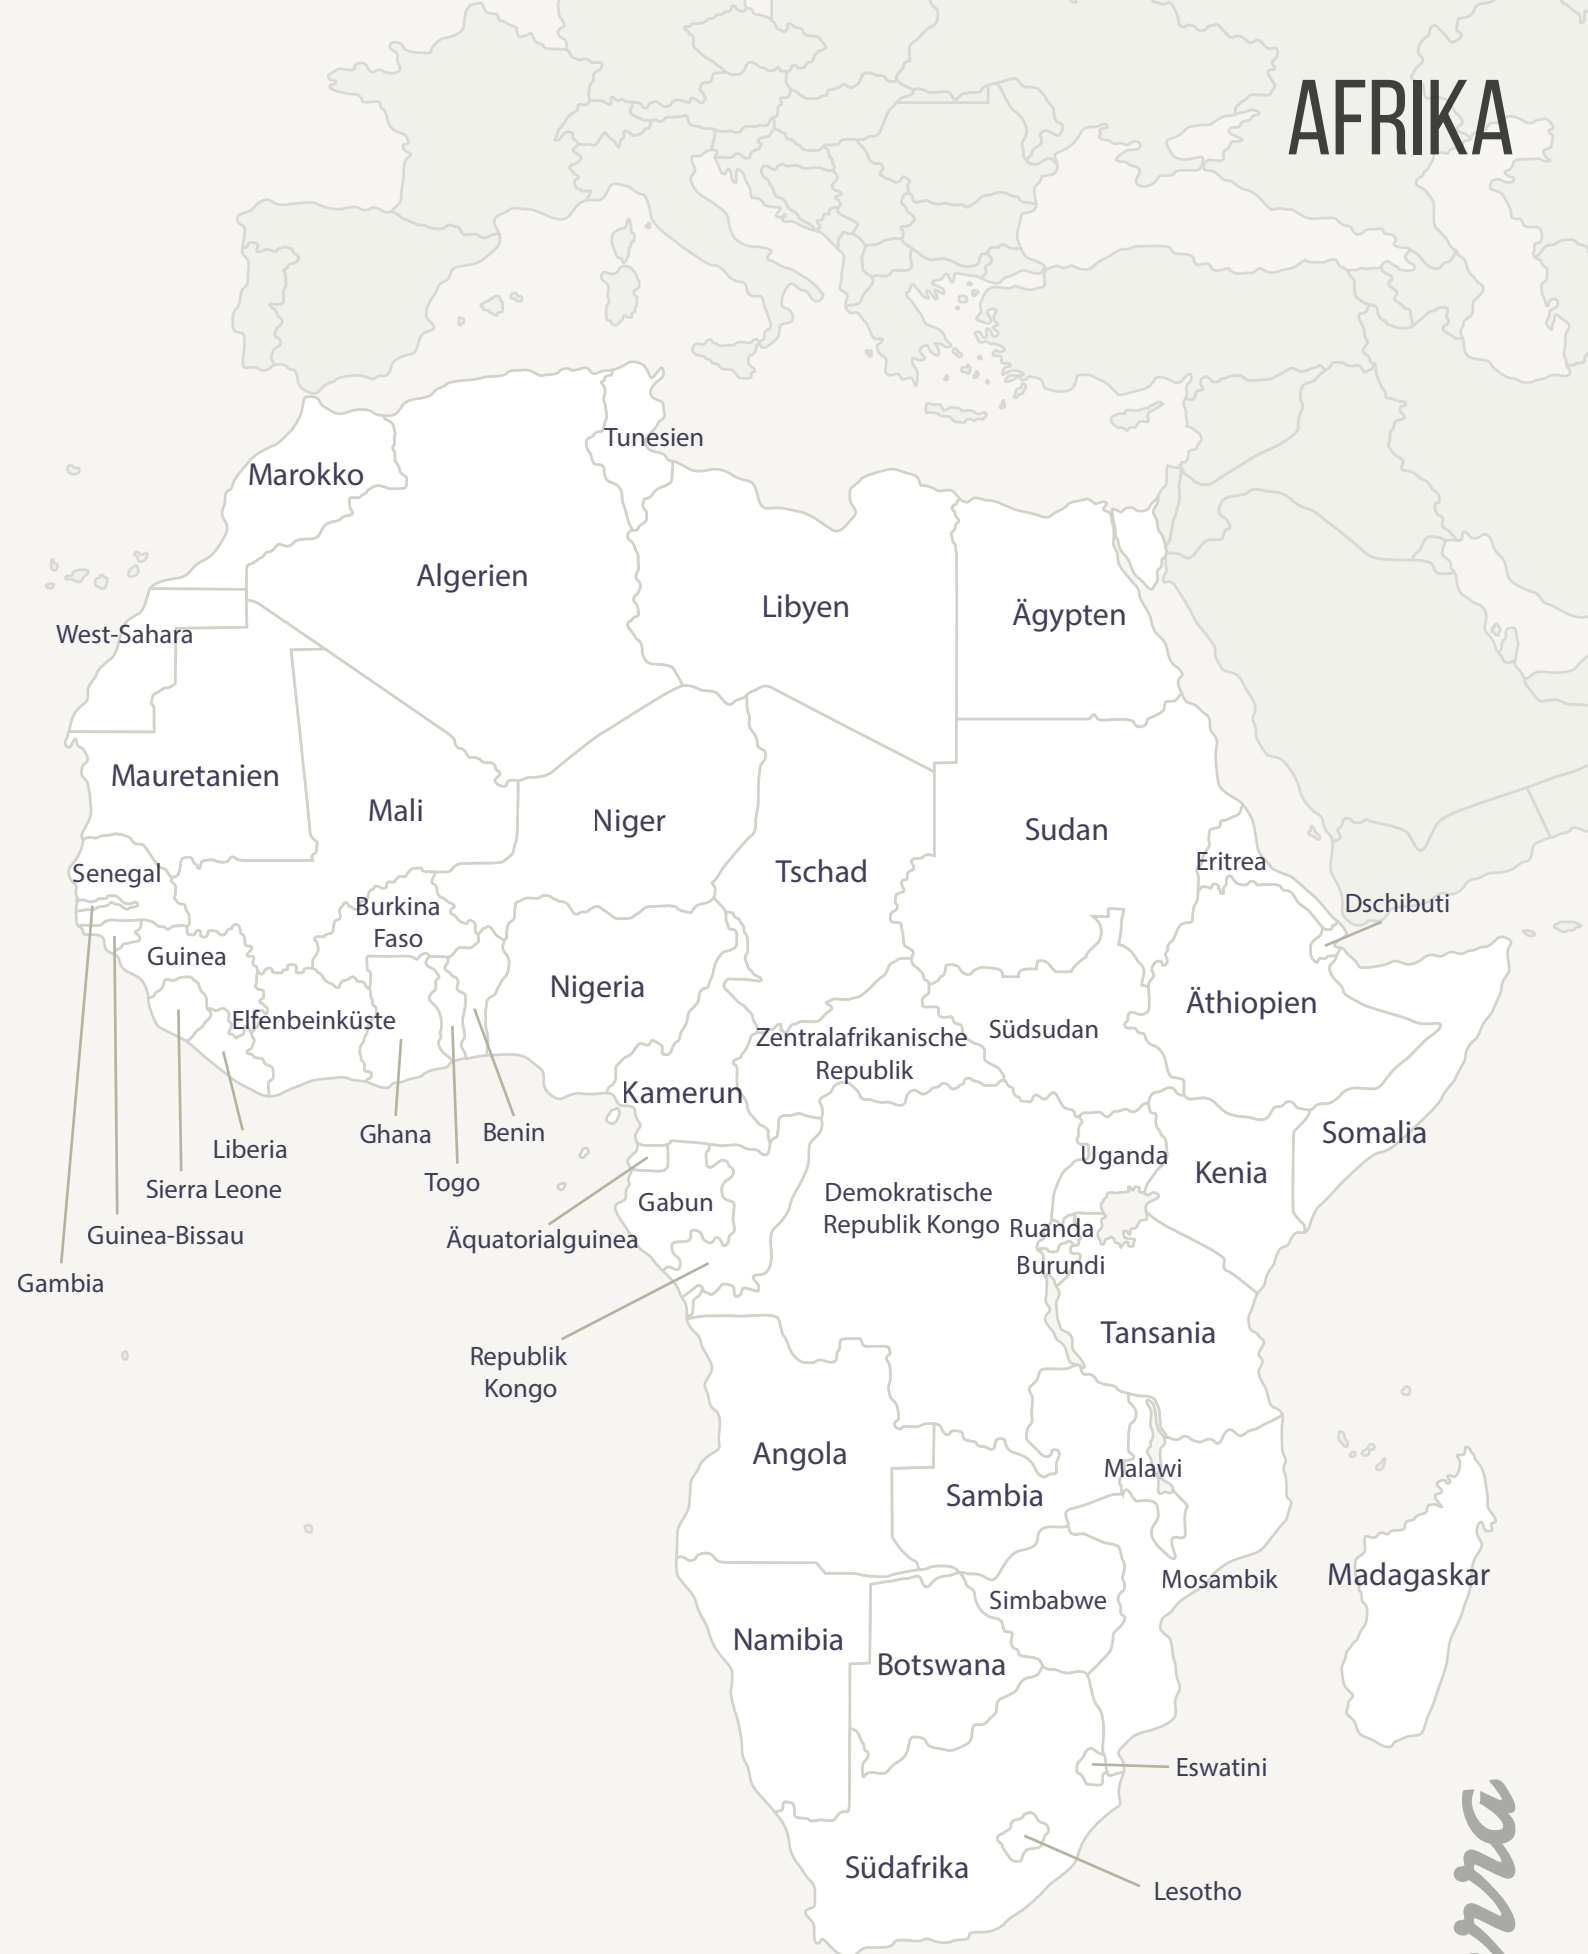 AFRIKA
Tunesien
Marokko
Algerien
Libyen
Ägypten
West-Sahara
Mauretanien
Mali
Niger
Tschad
Sudan
Eritrea
Senegal
Dschibuti
Burkina
Faso
Guinea
Nigeria
Äthiopien
Elfenbeinküste
Zentralafrikanische
Republik
Südsudan
Kamerun
Ghana
Benin
Somalia
Liberia
Uganda
Kenia
Sierra Leone
Togo
Gabun
Demokratische
Republik Kongo
Ruanda
Guinea-Bissau
Äquatorialguinea
Burundi
Gambia
Tansania
Republik
Kongo
Angola
Malawi
Sambia
Mosambik
Madagaskar
Simbabwe
Namibia
Botswana
Eswatini
Südafrika
Lesotho